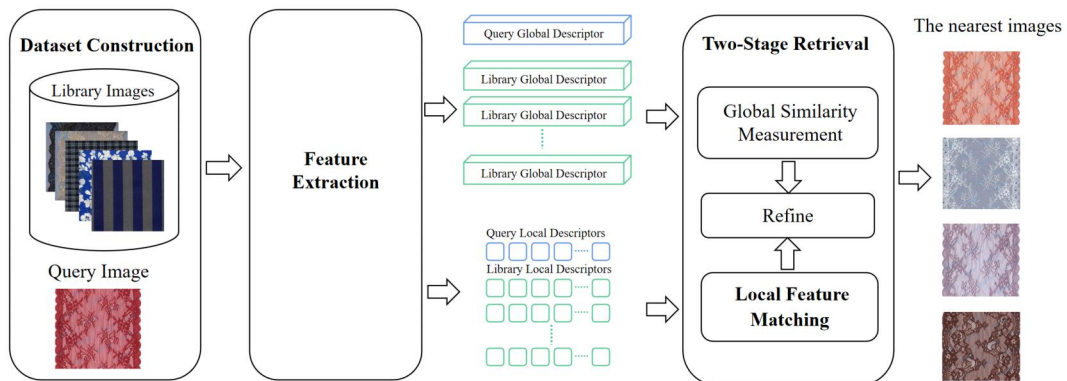 Dataset Construction
Library Images
Query Image
Feature
Extraction
Query Global Descriptor
Library Global Descriptor
Library Global Descriptor
Library Global Descriptor
Query Local Descriptors
Library Local Descriptors
Two-Stage Retrieval
Global Similarity
Measurement
Refine
Local Feature
Matching
The nearest images